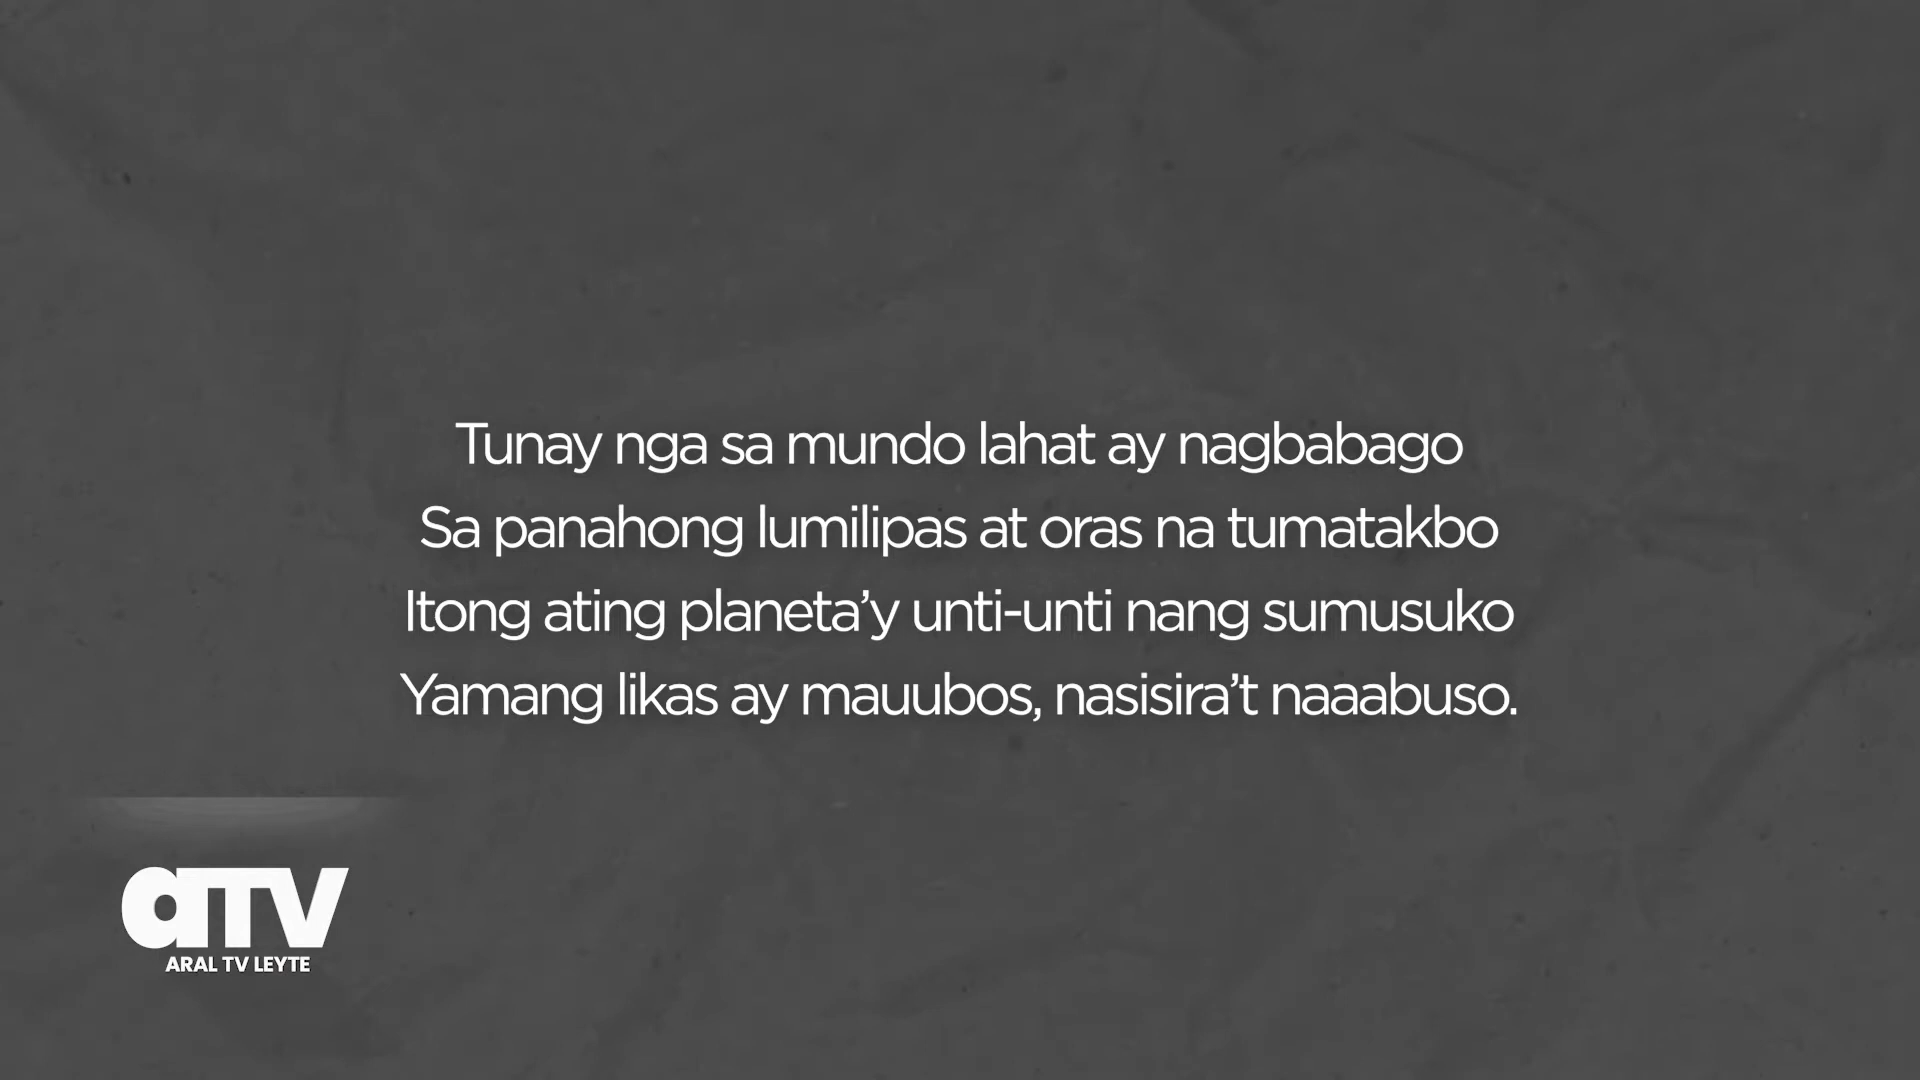 Tunay nga sa mundo lahat ay nagbabago
Sa panahong lumilipas at oras na tumatakbo
Itong ating planeta’y unti-unti nang sumusuko
Yamang likas ay mauubos, nasisira’t naaabuso.
aTV
ARAL TV LEYTE